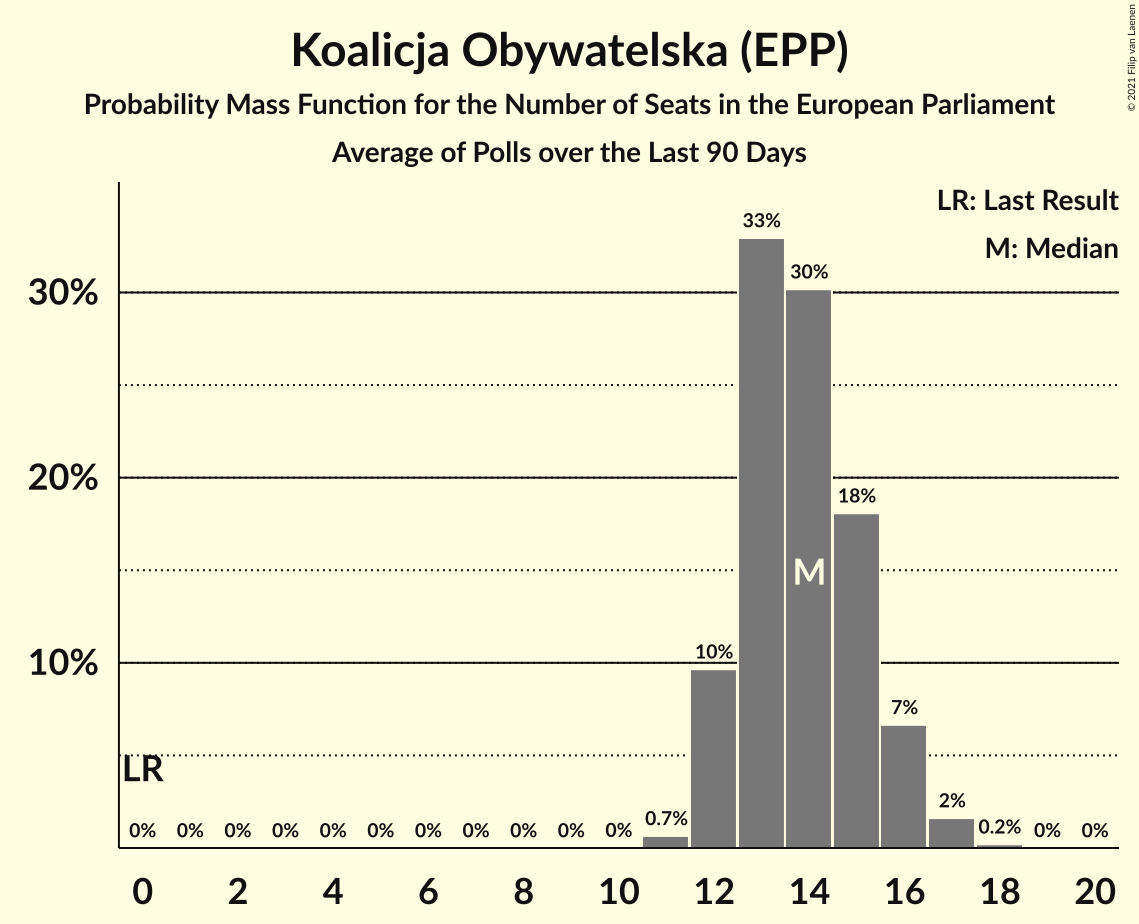 © 2021 Filip van Laenen
Koalicja Obywatelska (EPP)
Probability Mass Function for the Number of Seats in the European Parliament
Average of Polls over the Last 90 Days
LR: Last Result
M: Median
30%
20%
10%
LR
0% 0% 0% 0% 0% 0% 0% 0% 0% 0% 0% 0.7% 10% 33% 30% 18% 7% 2% 0.2% 0% 0%
M
0 2 4 6 8 10 12 14 16 18 20